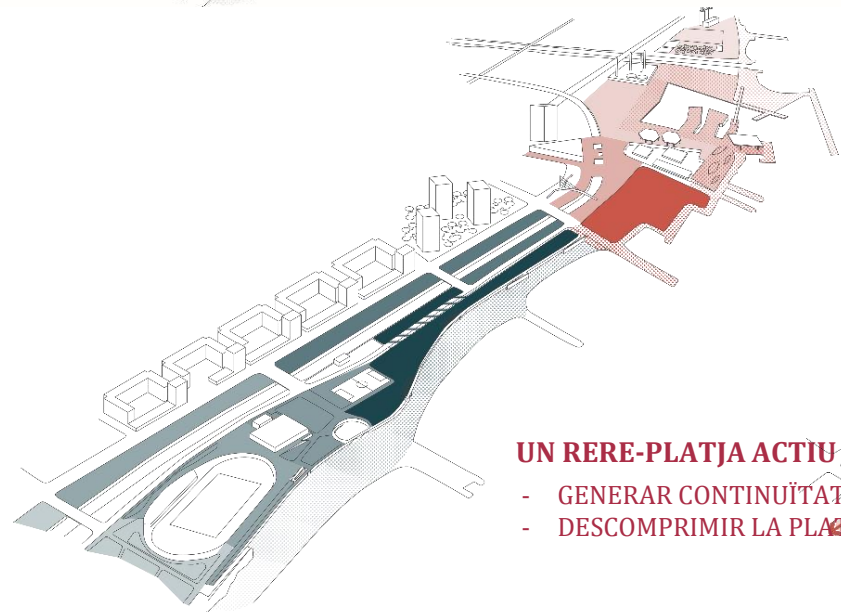 UN RERE-PLATJA ACTIU
- GENERAR CONTINUÏTAT
- DESCOMPRIMIR LA